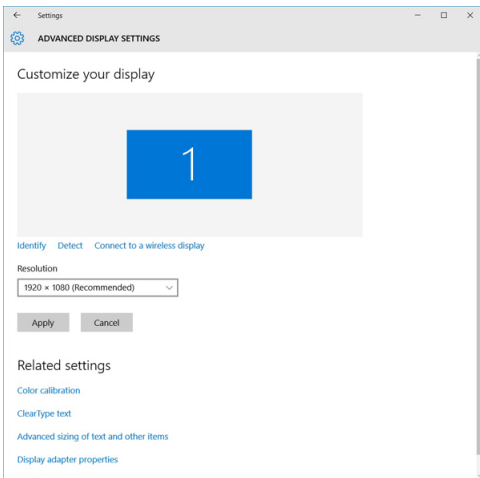 Settings
ADVANCED DISPLAY SETTINGS
Customize your display
1
Identify Detect Connect to a wireless display
Resolution
1920 × 1080 (Recommended)
Apply Cancel
Related settings
Color calibration
ClearType text
Advanced sizing of text and other items
Display adapter properties